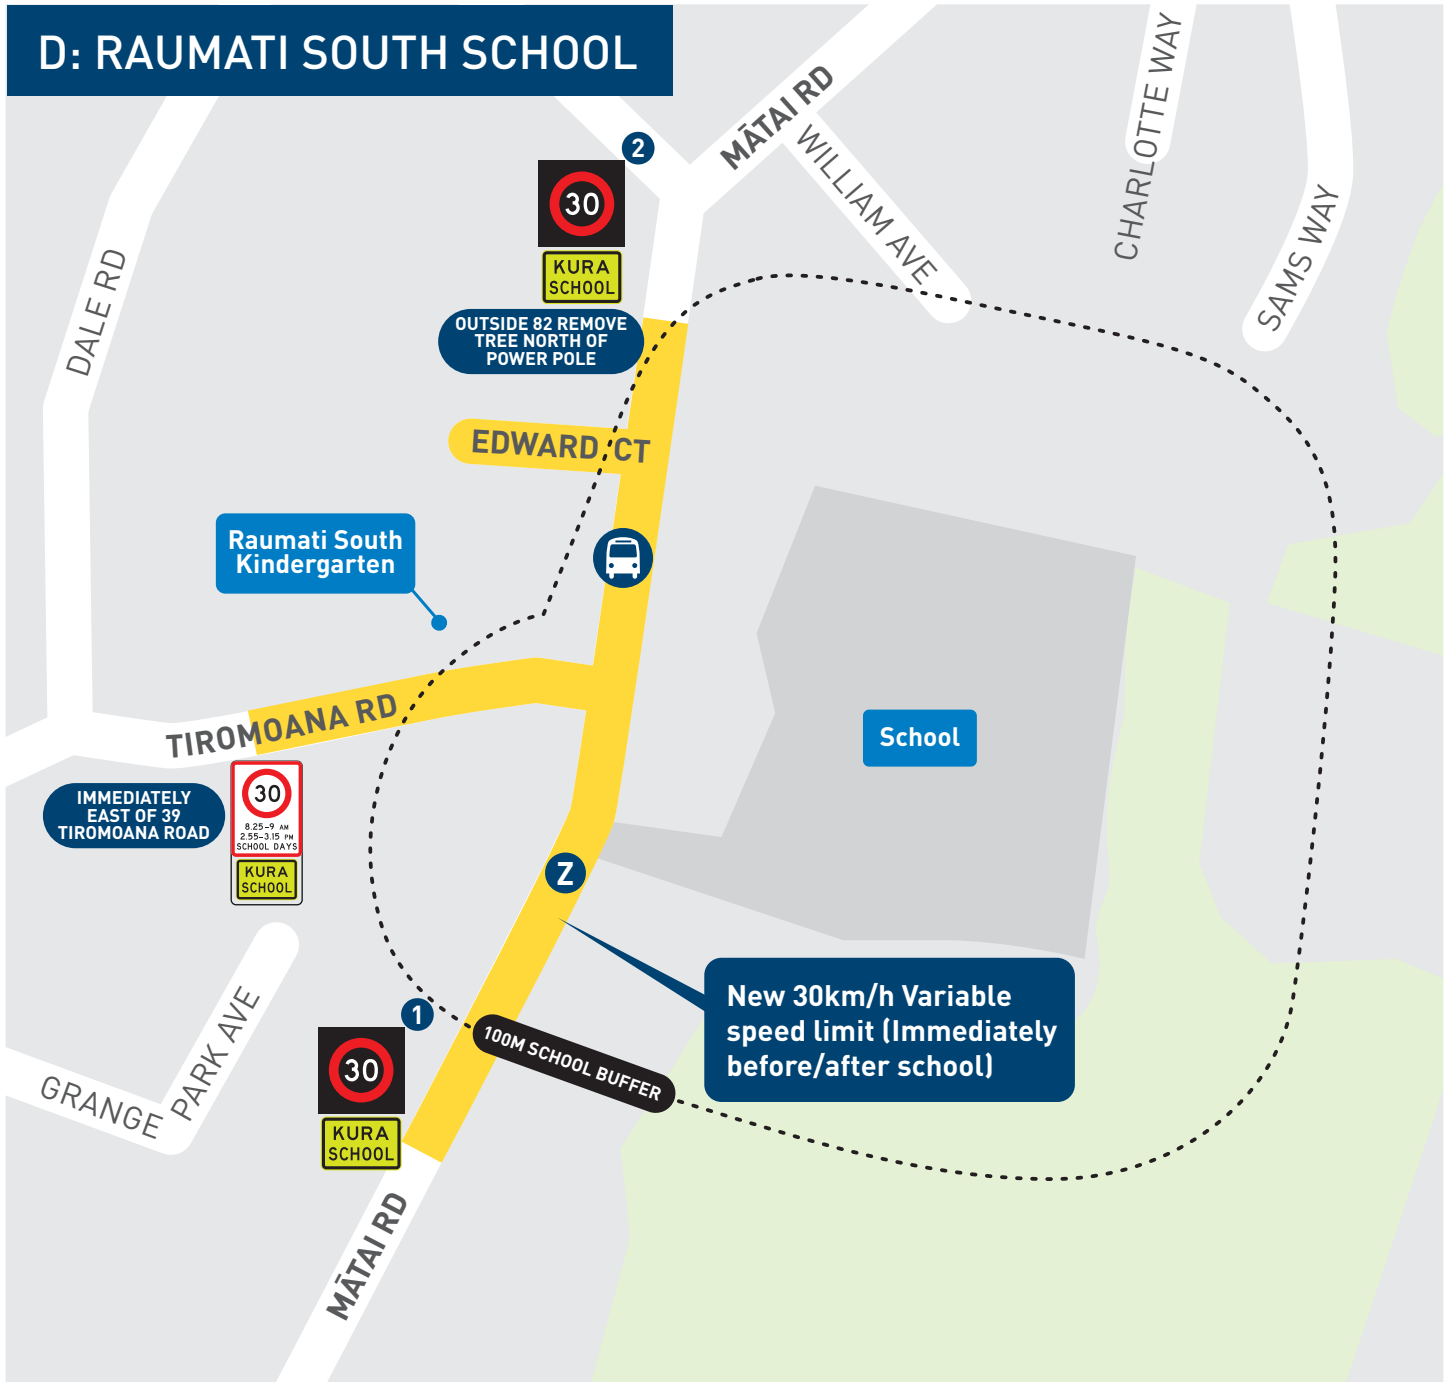 D: RAUMATI SOUTH SCHOOL
MĀTAI RD
WILLIAM AVE
CHARLOTTE WAY
SAMS WAY
DALE RD
2
30
KURA
SCHOOL
OUTSIDE 82 REMOVE
TREE NORTH OF
POWER POLE
EDWARD CT
Raumati South
Kindergarten
TIROMOANA RD
School
IMMEDIATELY
EAST OF 39
TIROMOANA ROAD
30
8.25–9 AM
2.55–3.15 PM
SCHOOL DAYS
KURA
SCHOOL
Z
New 30km/h Variable
speed limit (Immediately
before/after school)
1
30
KURA
SCHOOL
100M SCHOOL BUFFER
GRANGE PARK AVE
MĀTAI RD